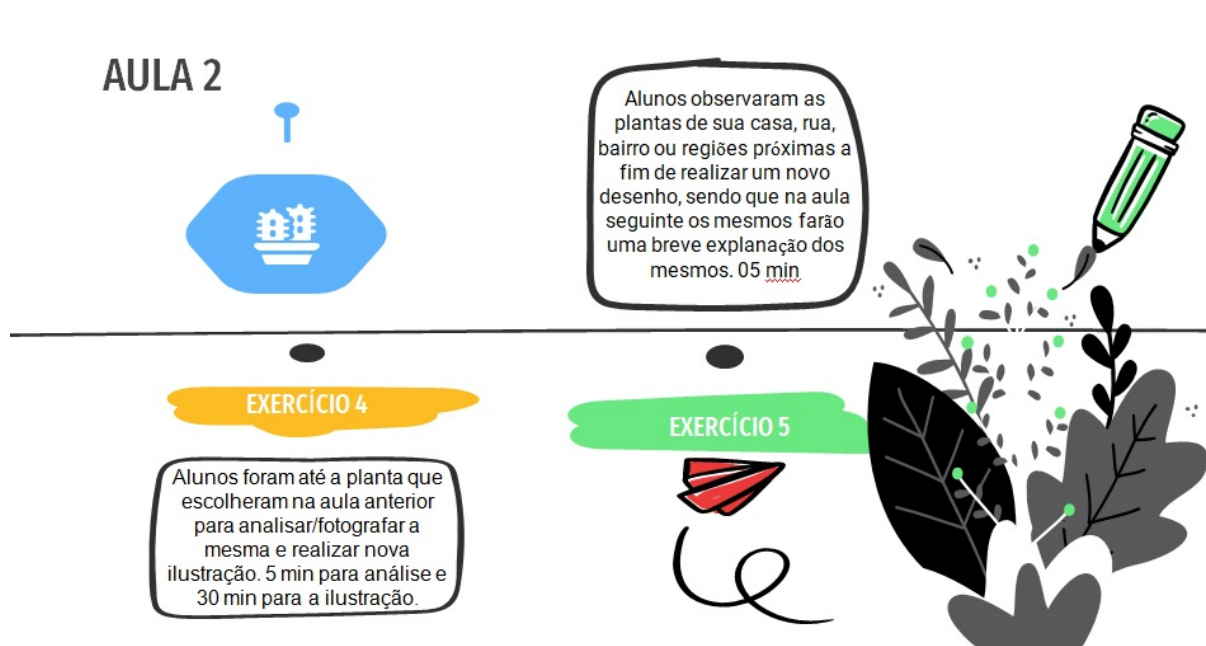 AULA 2
Alunos observaram as
plantas de sua casa, rua,
bairro ou regiões próximas a
fim de realizar um novo
desenho, sendo que na aula
seguinte os mesmos farão
uma breve explanação dos
mesmos. 05 min
EXERCÍCIO 4
Alunos foram até a planta que
escolheram na aula anterior
para analisar/fotografar a
mesma e realizar nova
ilustração. 5 min para análise e
30 min para a ilustração.
EXERCÍCIO 5